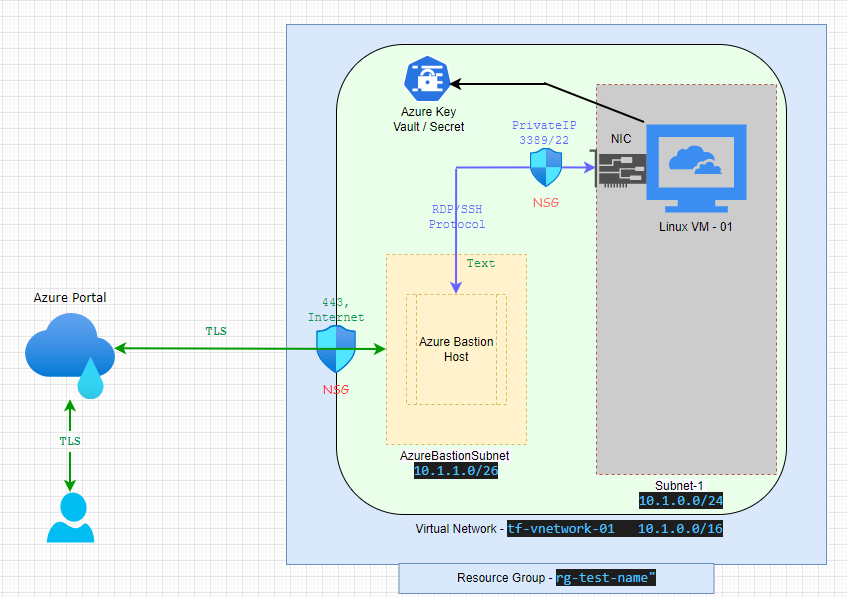 Azure Key
Vault / Secret
PrivateIP
3389/22
NIC
NSG
Linux VM - 01
RDP/SSH
Protocol
Text
Azure Portal
443,
Internet
TLS
Azure Bastion
Host
NSG
TLS
AzureBastionSubnet
10.1.1.0/26
Subnet-1
10.1.0.0/24
Virtual Network - tf-vnetwork-01 10.1.0.0/16
Resource Group - rg-test-name"